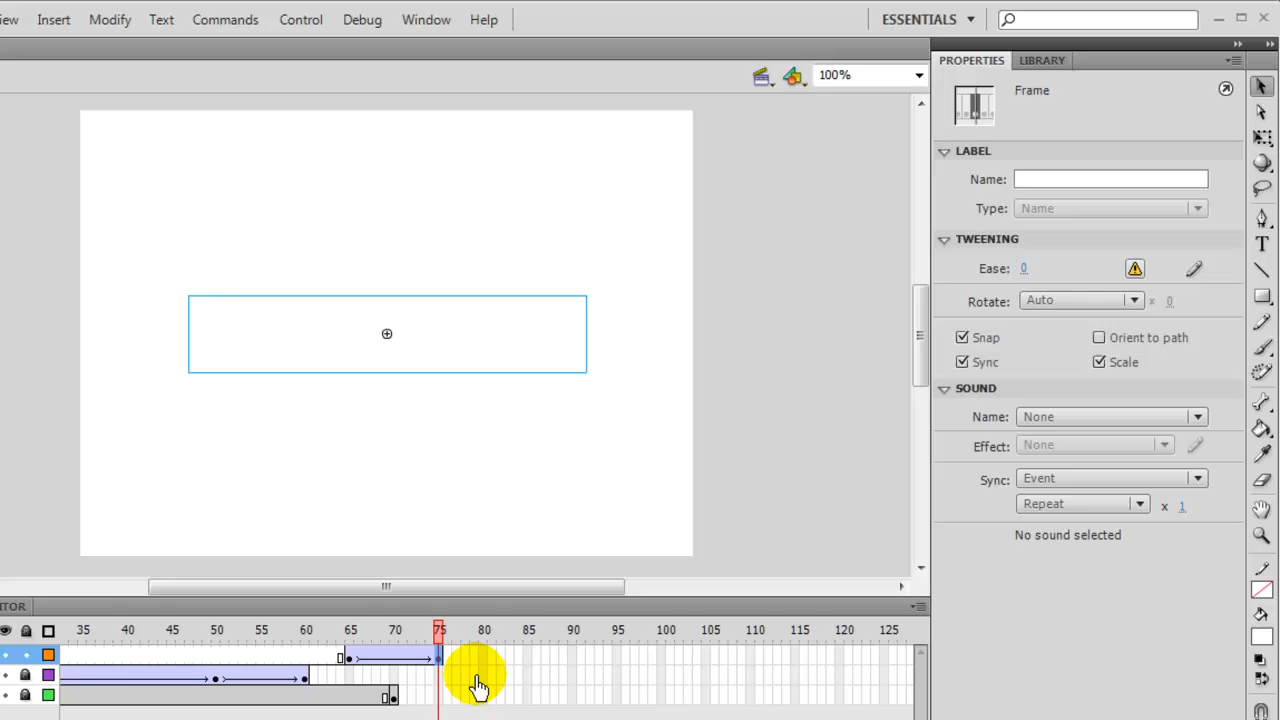 iew Insert Modify Text Commands Control Debug Window Help ESSENTIALS
100%
PROPERTIES LIBRARY
Frame
LABEL
Name:
Type: Name
TWEENING
Ease: 0
Rotate: Auto x 0
Snap Orient to path
Sync Scale
SOUND
Name: None
Effect: None
Sync: Event
Repeat x 1
No sound selected
ITOR
35 40 45 50 55 60 65 70 75 80 85 90 95 100 105 110 115 120 125